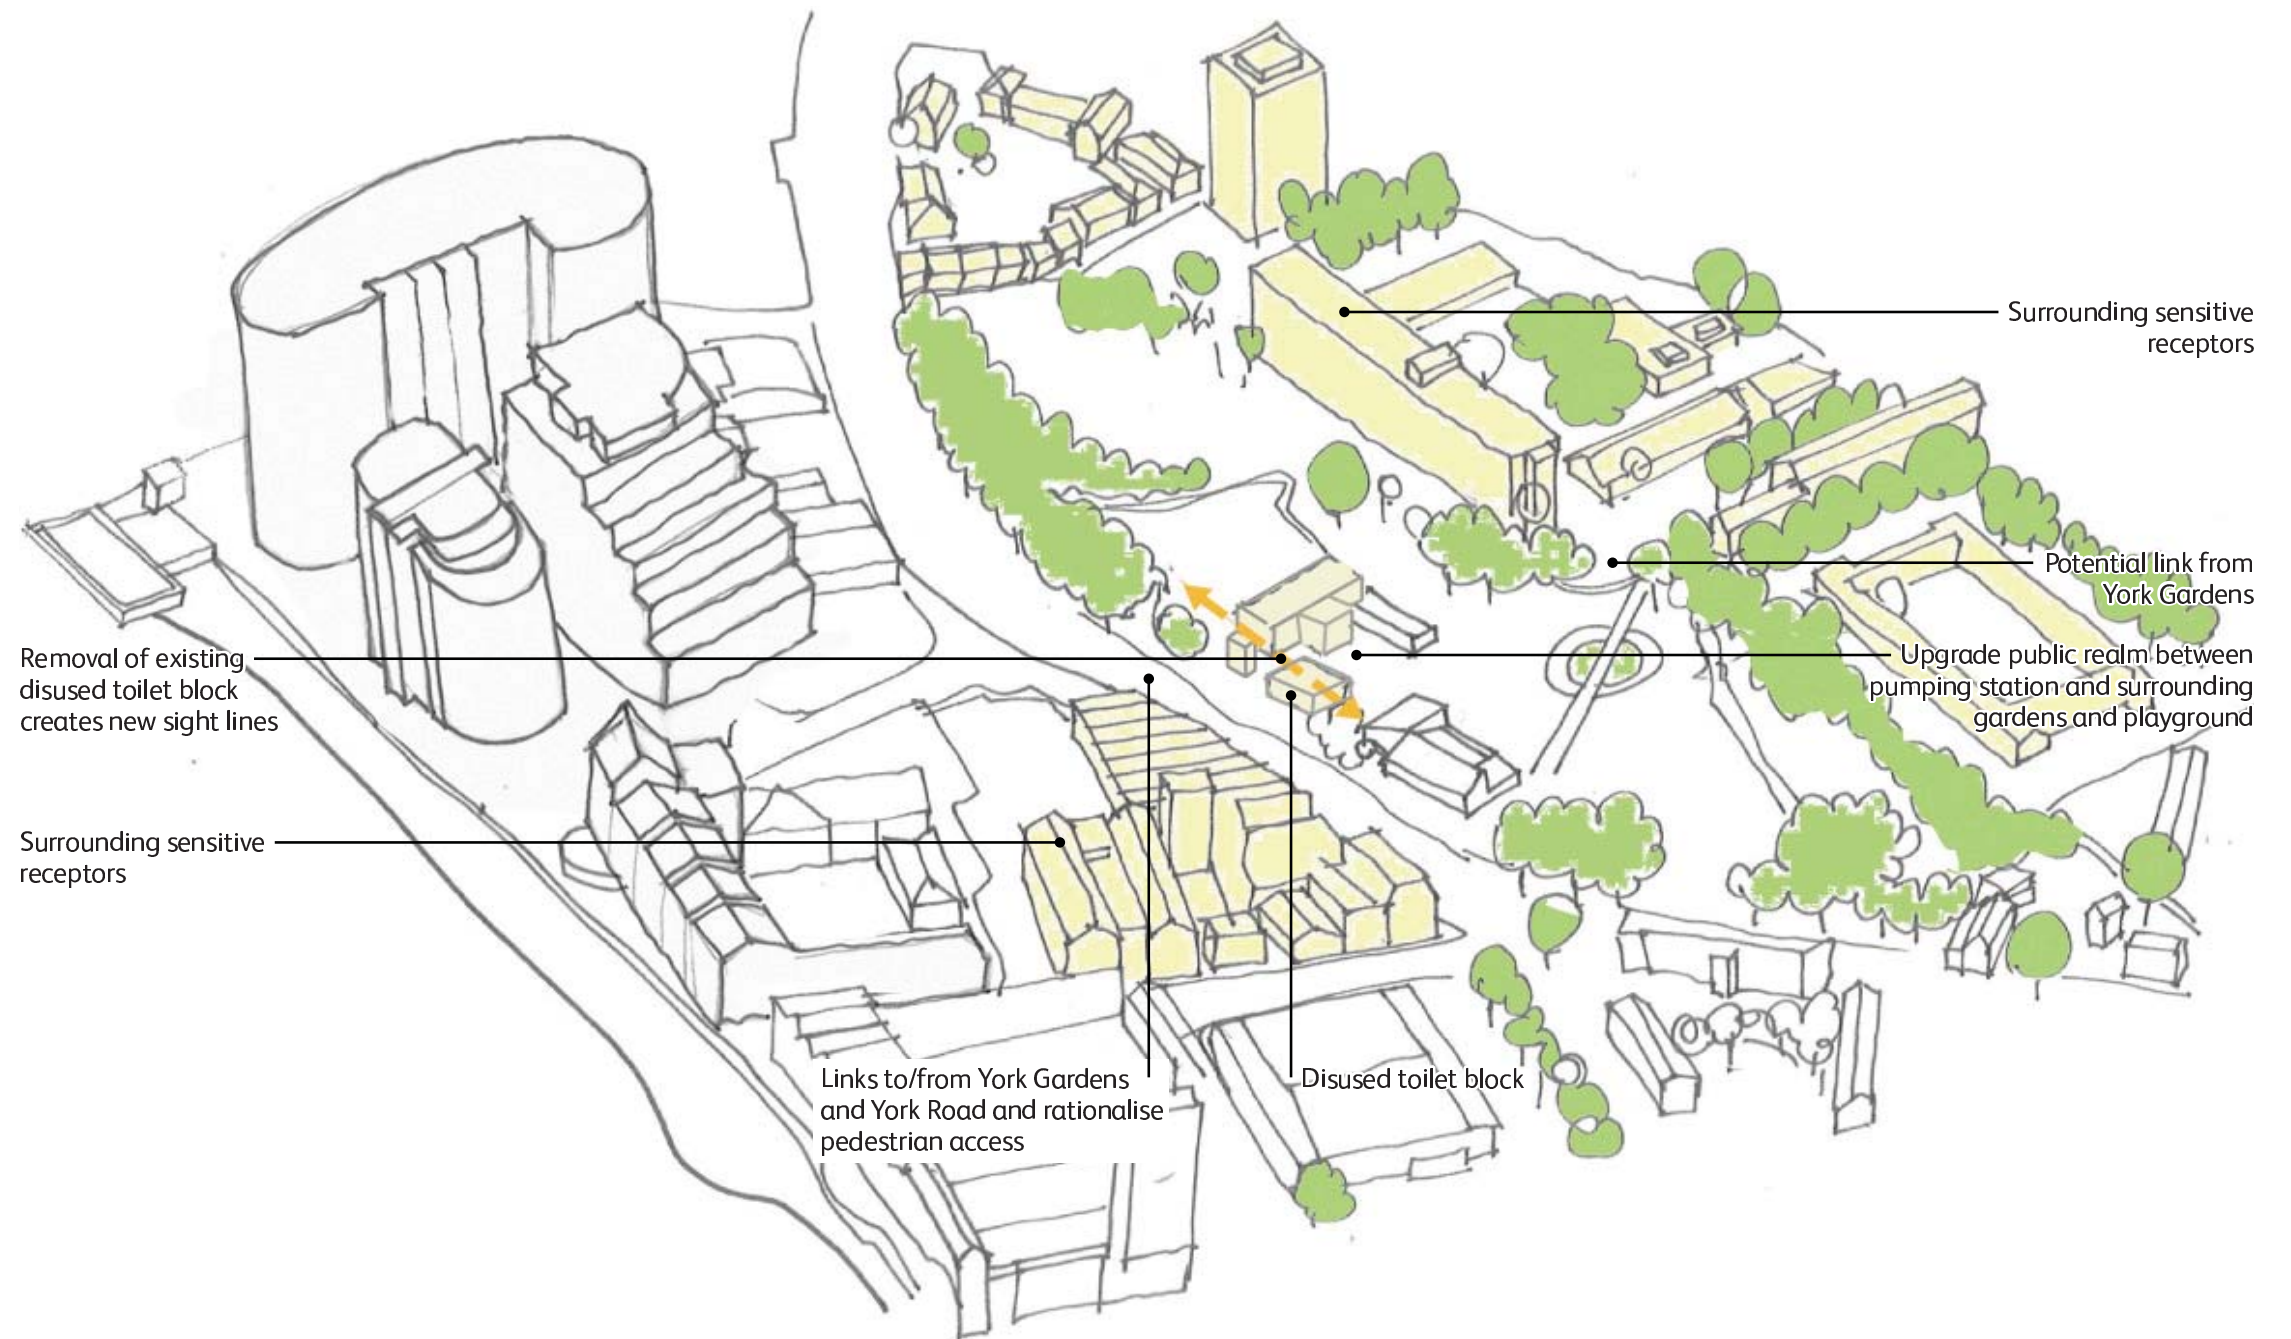 Surrounding sensitive
receptors
Potential link from
York Gardens
Removal of existing
disused toilet block
creates new sight lines
Upgrade public realm between
pumping station and surrounding
gardens and playground
Surrounding sensitive
receptors
Links to/from York Gardens
and York Road and rationalise
pedestrian access
Disused toilet block